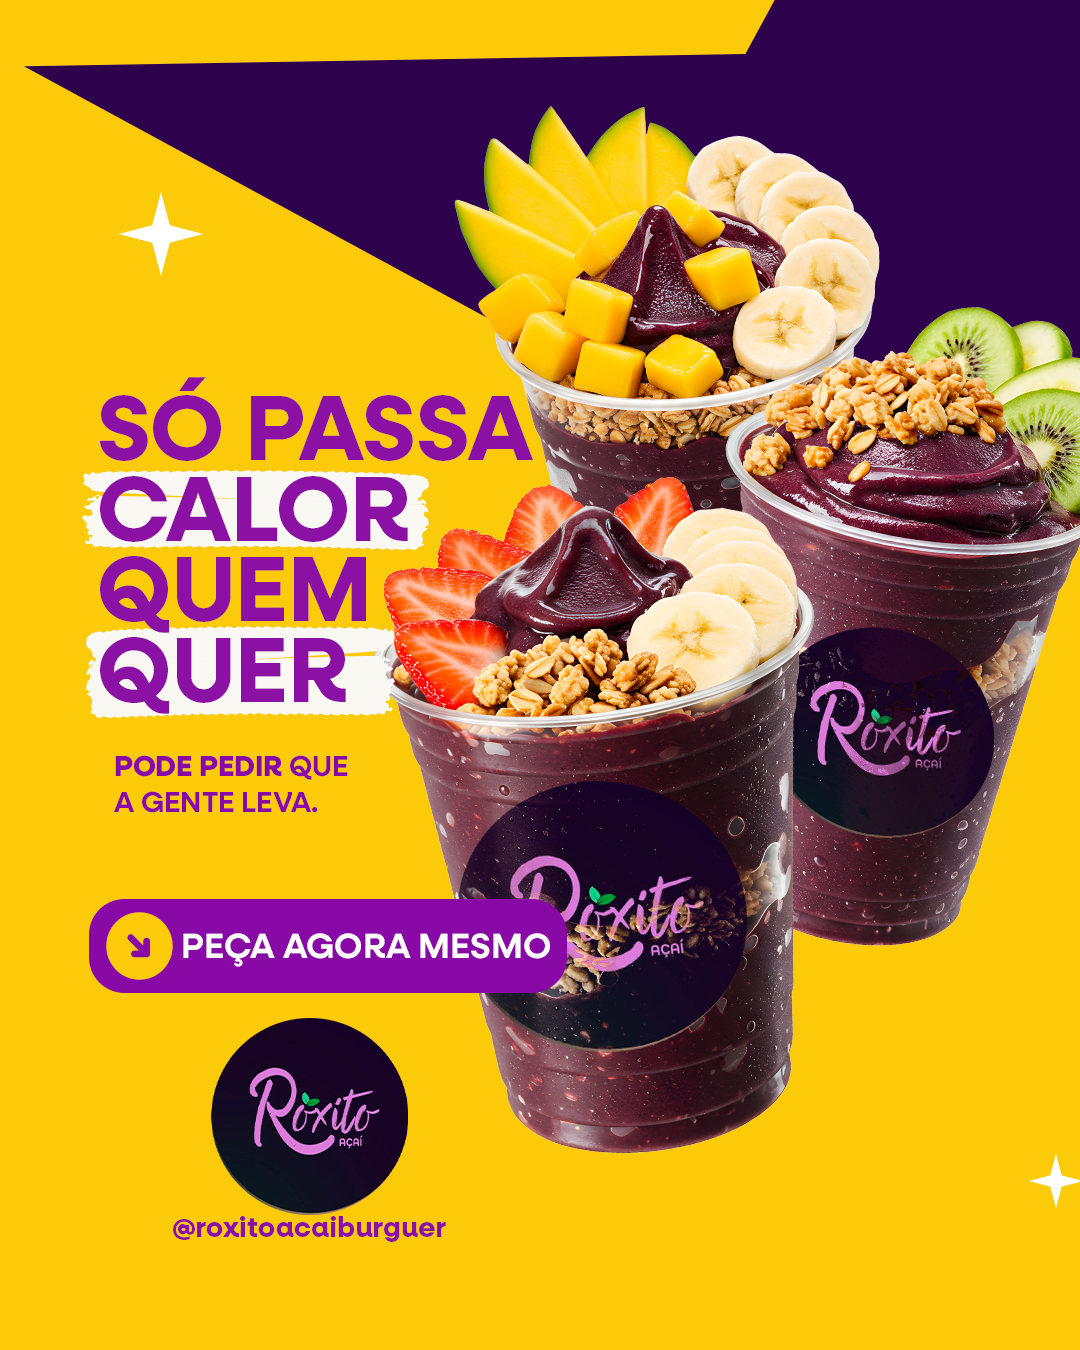 SÓ PASSA
CALOR
QUEM
QUER
PODE PEDIR QUE
A GENTE LEVA.
PEÇA AGORA MESMO
Roxito
AÇAÍ
Roxito
AÇAÍ
Roxito
AÇAÍ
@roxitoacaiburguer